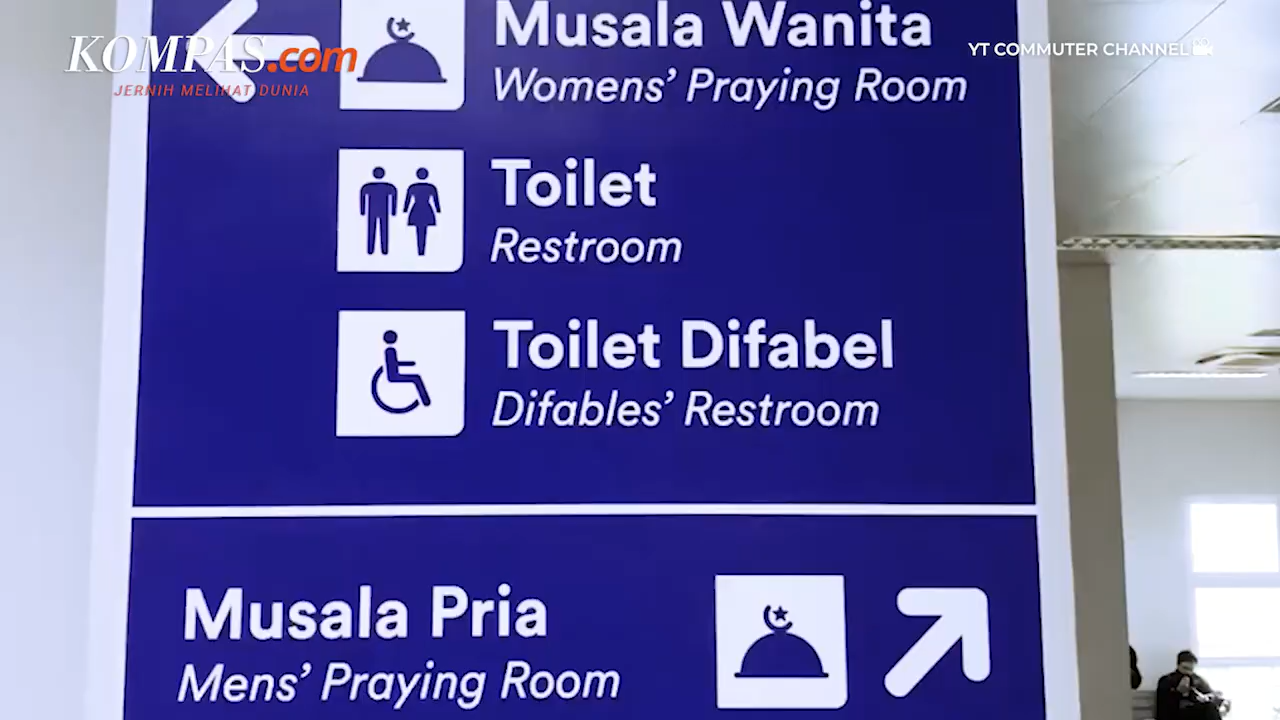 KOMPAS.com
JERNIH MELIHAT DUNIA
YT COMMUTER CHANNEL
Musala Wanita
Womens’ Praying Room
Toilet
Restroom
Toilet Difabel
Difables’ Restroom
Musala Pria
Mens’ Praying Room